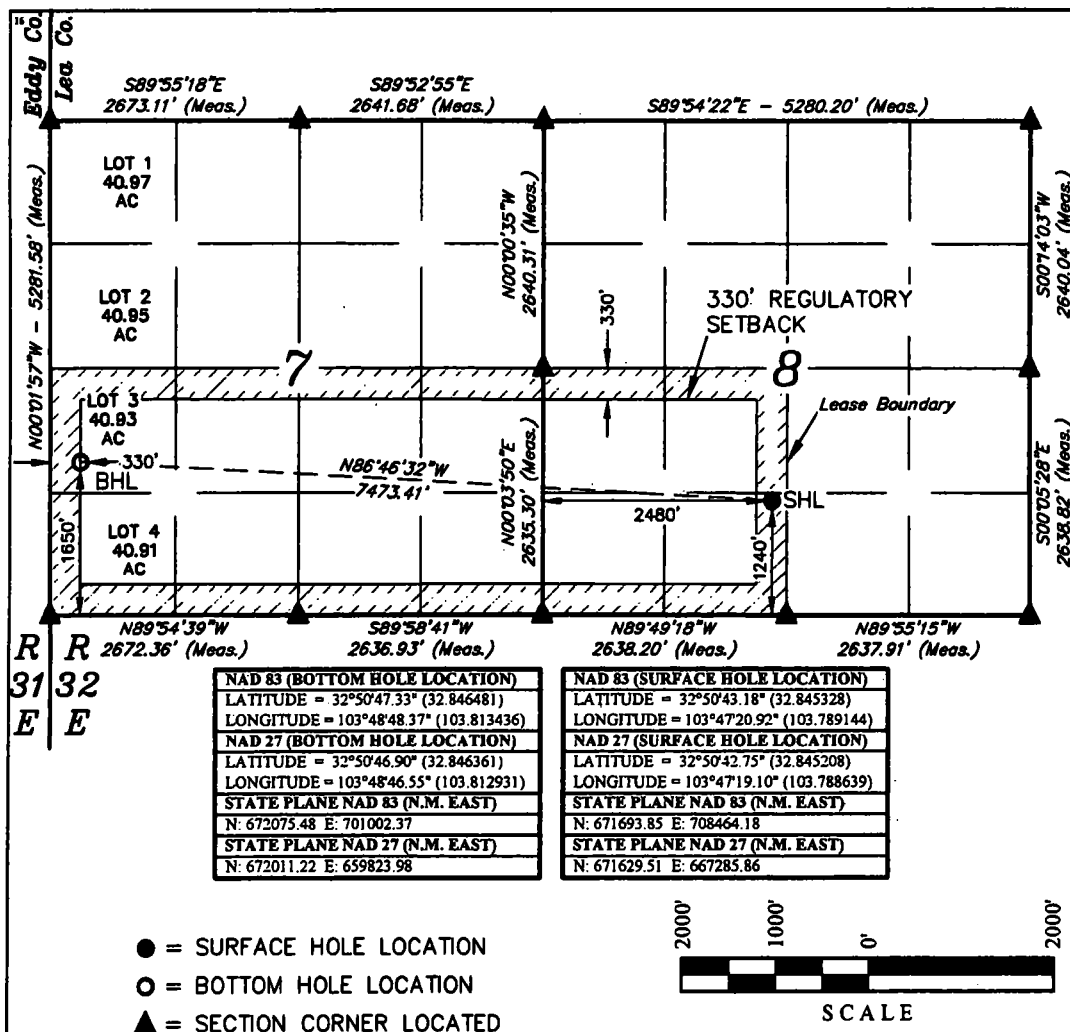 16
Eddy Co.
Lea Co.
S89°55'18"E
2673.11' (Meas.)
S89°52'55"E
2641.68' (Meas.)
S89°54'22"E - 5280.20' (Meas.)
LOT 1
40.97
AC
N00°01'57"W - 5281.58' (Meas.)
N00°00'35"W
2640.31' (Meas.)
S00°14'03"W
2640.04' (Meas.)
LOT 2
40.95
AC
330'
330' REGULATORY
SETBACK
7
8
LOT 3
40.93
AC
Lease Boundary
330'
BHL
N86°46'32"W
7473.41'
N00°03'50"E
2635.30' (Meas.)
S00°05'28"E
2638.82' (Meas.)
SHL
2480'
1650'
LOT 4
40.91
AC
1240'
N89°54'39"W
2672.36' (Meas.)
S89°58'41"W
2636.93' (Meas.)
N89°49'18"W
2638.20' (Meas.)
N89°55'15"W
2637.91' (Meas.)
R R
31 32
E E
NAD 83 (BOTTOM HOLE LOCATION)
LATITUDE = 32°50'47.33" (32.846481)
LONGITUDE = 103°48'48.37" (103.813436)
NAD 27 (BOTTOM HOLE LOCATION)
LATITUDE = 32°50'46.90" (32.846361)
LONGITUDE = 103°48'46.55" (103.812931)
STATE PLANE NAD 83 (N.M. EAST)
N: 672075.48 E: 701002.37
STATE PLANE NAD 27 (N.M. EAST)
N: 672011.22 E: 659823.98
NAD 83 (SURFACE HOLE LOCATION)
LATITUDE = 32°50'43.18" (32.845328)
LONGITUDE = 103°47'20.92" (103.789144)
NAD 27 (SURFACE HOLE LOCATION)
LATITUDE = 32°50'42.75" (32.845208)
LONGITUDE = 103°47'19.10" (103.788639)
STATE PLANE NAD 83 (N.M. EAST)
N: 671693.85 E: 708464.18
STATE PLANE NAD 27 (N.M. EAST)
N: 671629.51 E: 667285.86
= SURFACE HOLE LOCATION
= BOTTOM HOLE LOCATION
= SECTION CORNER LOCATED
2000' 1000' 0' 2000'
SCALE